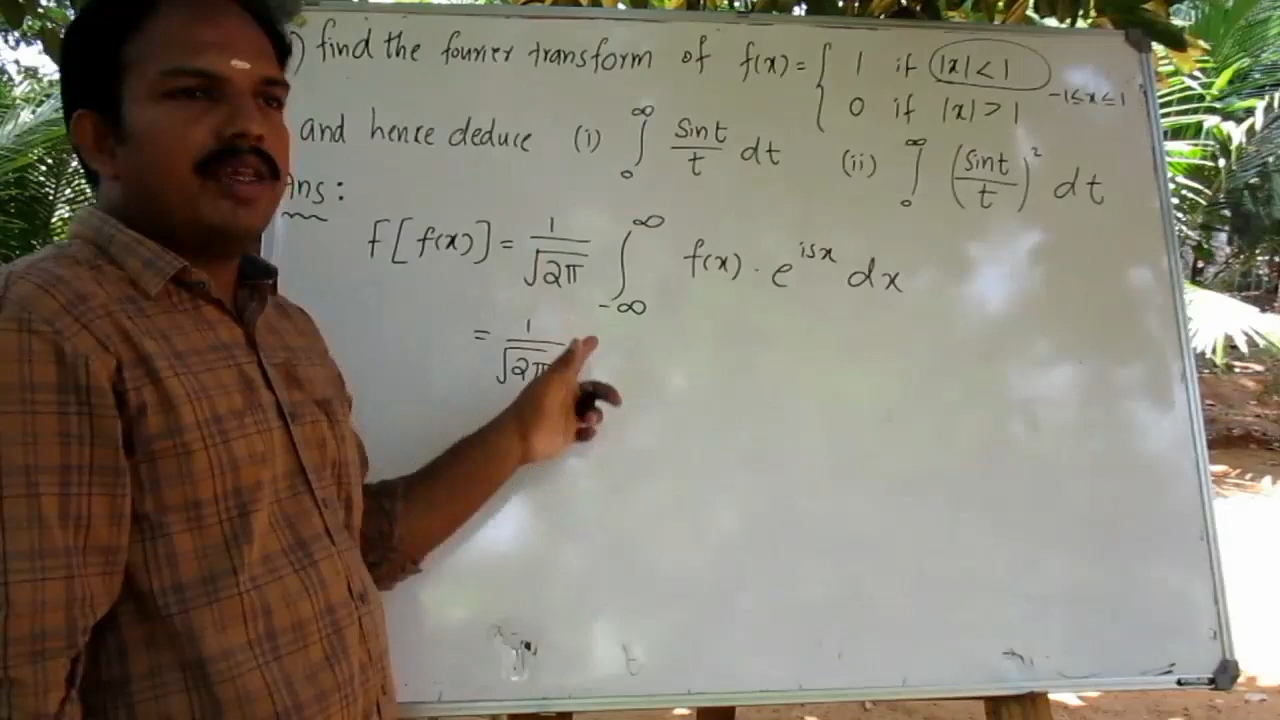 ) find the fourier transform of f(x) = { 1 if |x| < 1
0 if |x| > 1 -1≤x≤1
and hence deduce (i) ∫₀^∞ sint/t dt (ii) ∫₀^∞ (sint/t)² dt
Ans:
F[f(x)] = 1/√2π ∫_{-∞}^{∞} f(x) . e^{isx} dx
= 1/√2π